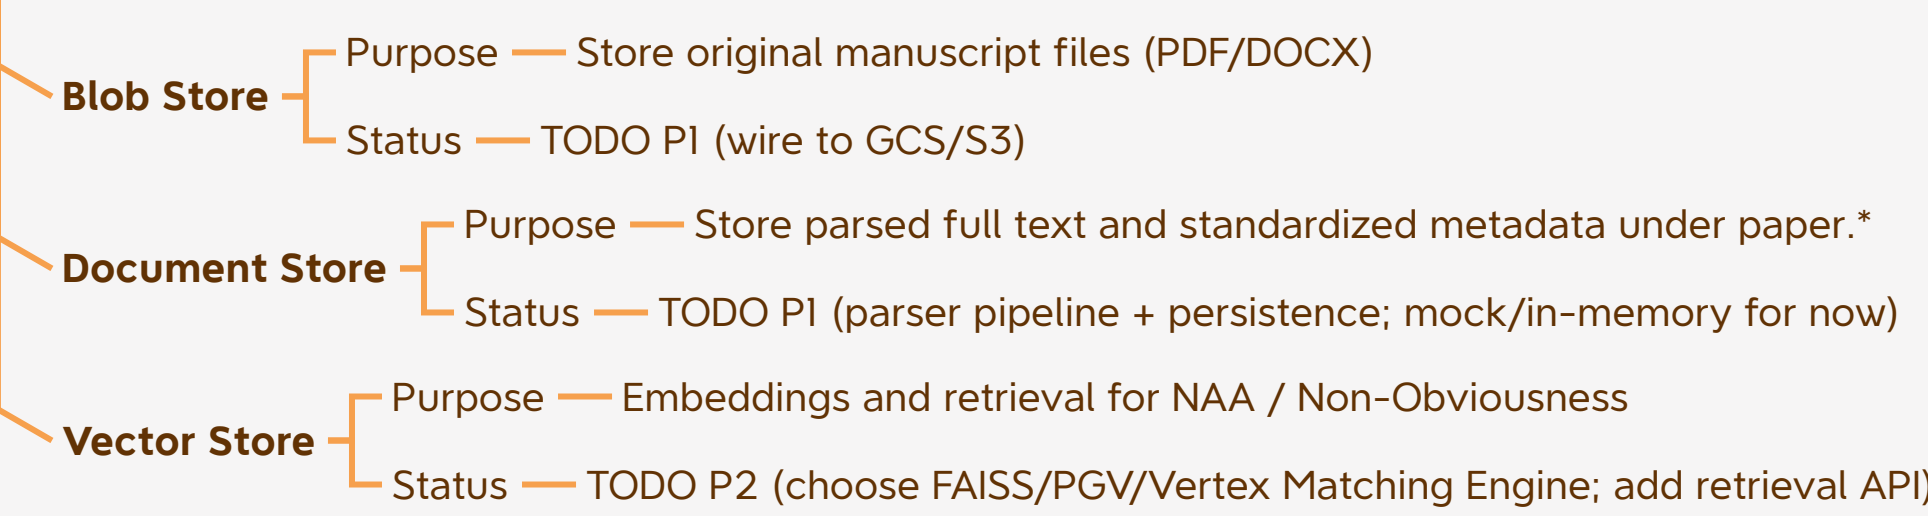 Purpose Store original manuscript files (PDF/DOCX)
Blob Store
Status TODO P1 (wire to GCS/S3)
Purpose Store parsed full text and standardized metadata under paper.*
Document Store
Status TODO P1 (parser pipeline + persistence; mock/in-memory for now)
Purpose Embeddings and retrieval for NAA / Non-Obviousness
Vector Store
Status TODO P2 (choose FAISS/PGV/Vertex Matching Engine; add retrieval API)